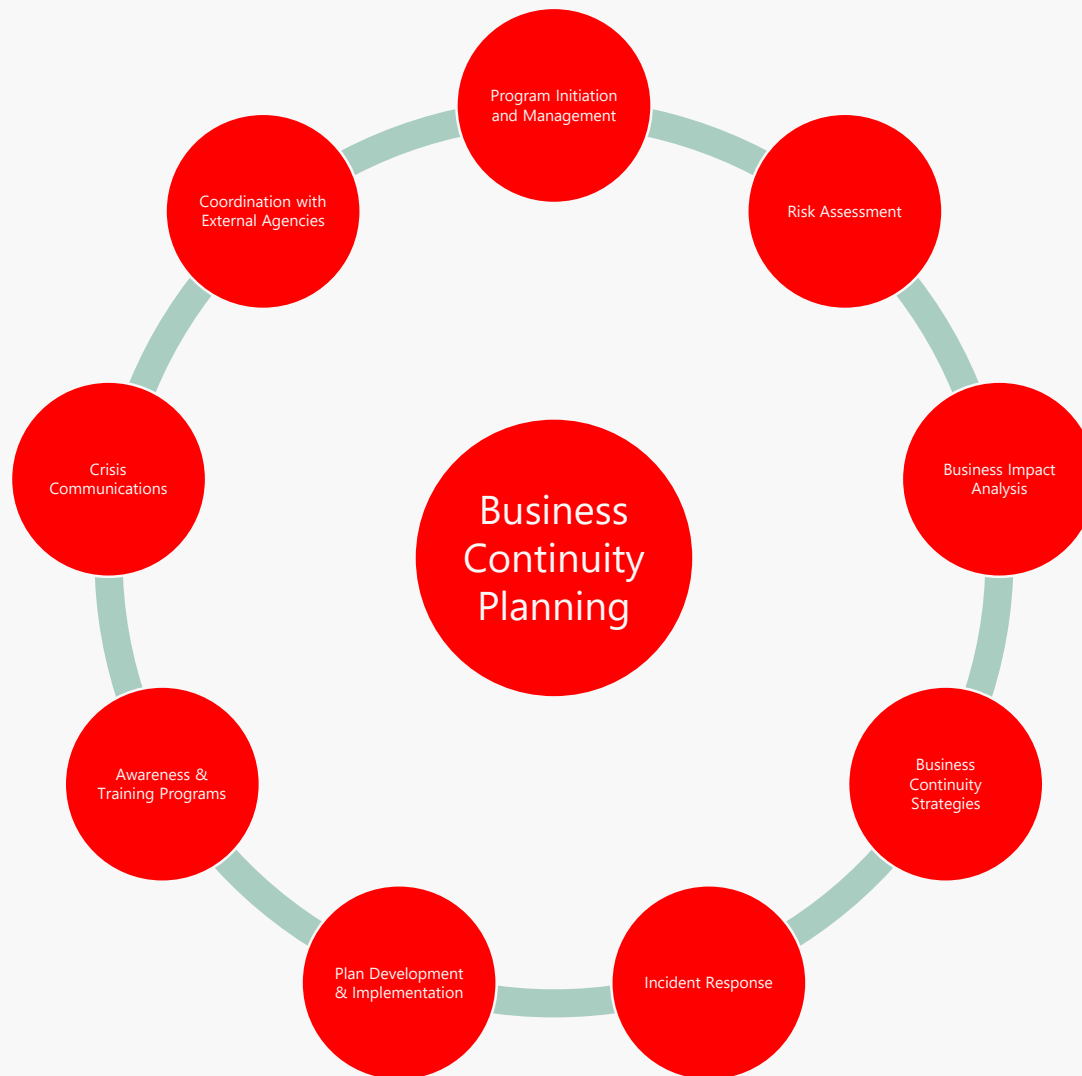 Program Initiation
and Management
Risk Assessment
Business Impact
Analysis
Business
Continuity
Strategies
Incident Response
Plan Development
& Implementation
Awareness &
Training Programs
Crisis
Communications
Coordination with
External Agencies
Business
Continuity
Planning